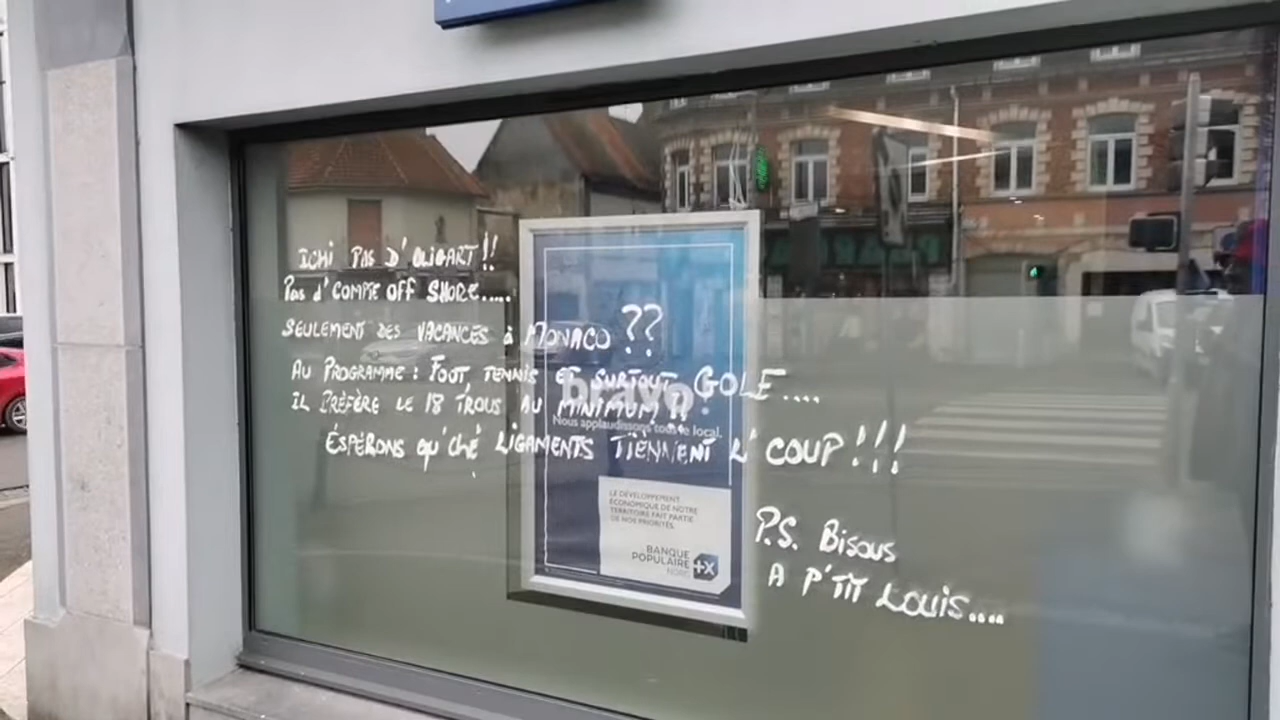 ICHI PAS D'OLIGART !!
Pas d'COMPTE OFF SHORE.....
SEULEMENT DES VACANCES à MONACO ??
AU PROGRAMME : FOOT, TENNIS ET SURTOUT GOLF....
IL PRÉFÈRE LE 18 TROUS AU MINIMUM !!
ÉSPÉRONS qu'ché LIGAMENTS TIENNENT L'COUP !!!
P.S. Bisous
A P'TIT LOUIS....
bravo
Nous applaudissons tous le local.
LE DÉVELOPPEMENT
ÉCONOMIQUE DE NOTRE
TERRITOIRE FAIT PARTIE
DE NOS PRIORITÉS.
BANQUE
POPULAIRE
NORD
+X